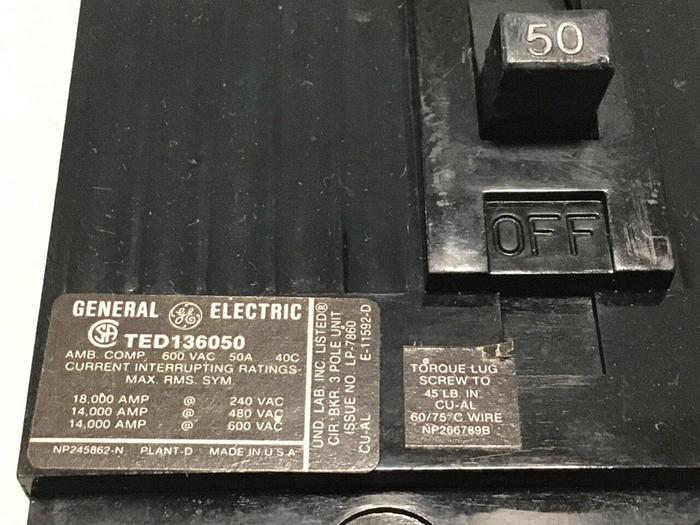 50
OFF
GENERAL GE ELECTRIC
SA TED136050
AMB. COMP. 600 VAC 50A 40C
CURRENT INTERRUPTING RATINGS-
MAX. RMS. SYM.
18,000 AMP @ 240 VAC
14,000 AMP @ 480 VAC
14,000 AMP @ 600 VAC
NP245862-N PLANT-D MADE IN U.S.A.
UND. LAB. INC. LISTED®
CIR. BKR. 3 POLE UNIT
ISSUE NO. LP-7860
CU-AL E-11592-D
TORQUE LUG
SCREW TO
45 LB. IN.
CU-AL
60/75°C WIRE
NP266789B